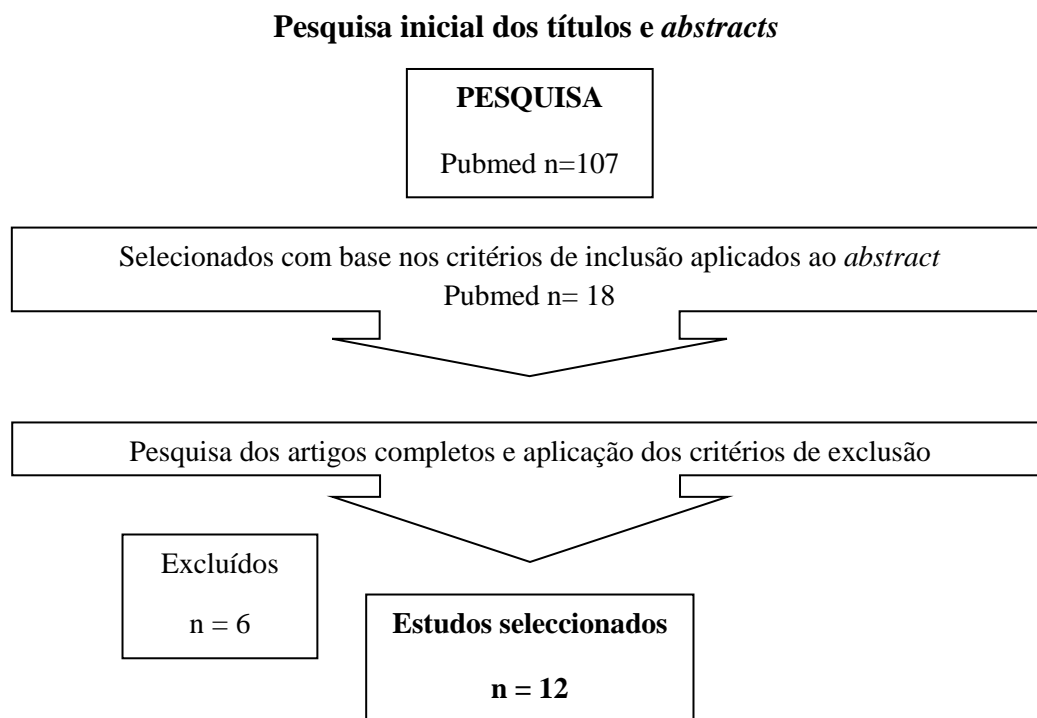 Pesquisa inicial dos títulos e abstracts
PESQUISA
Pubmed n=107
Selecionados com base nos critérios de inclusão aplicados ao abstract
Pubmed n= 18
Pesquisa dos artigos completos e aplicação dos critérios de exclusão
Excluídos
n = 6
Estudos seleccionados
n = 12